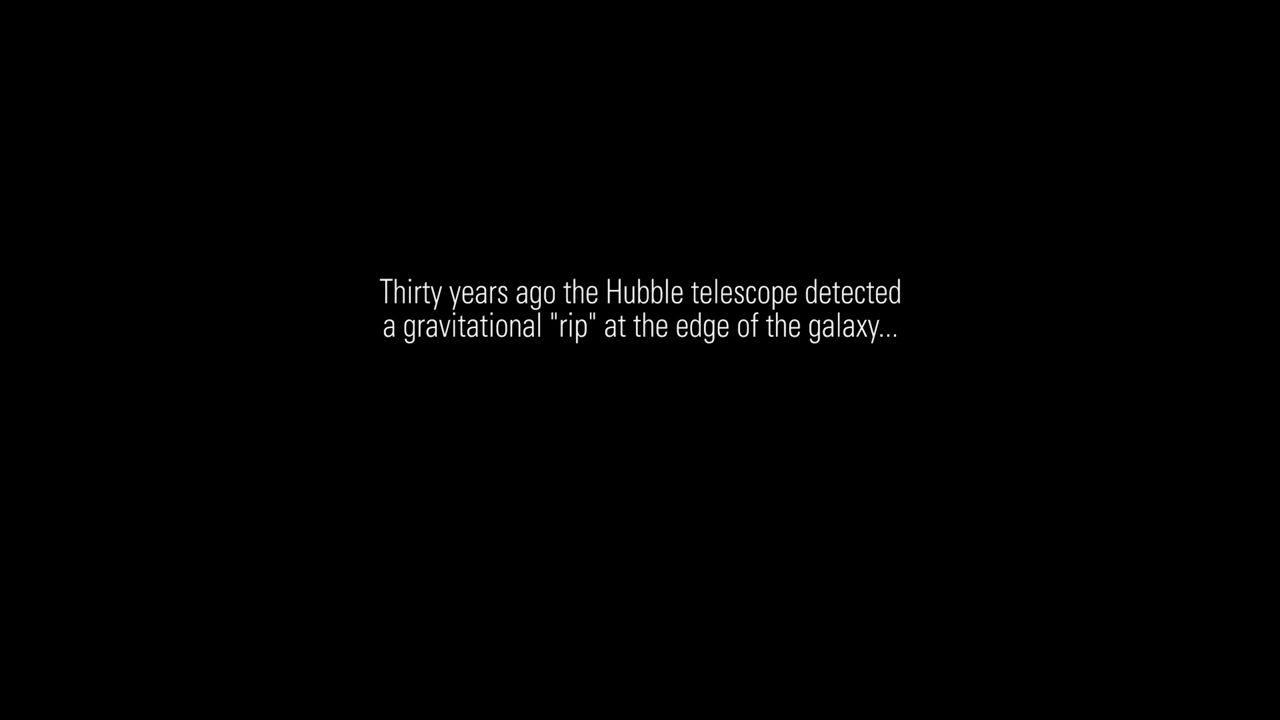 Thirty years ago the Hubble telescope detected
a gravitational "rip" at the edge of the galaxy...